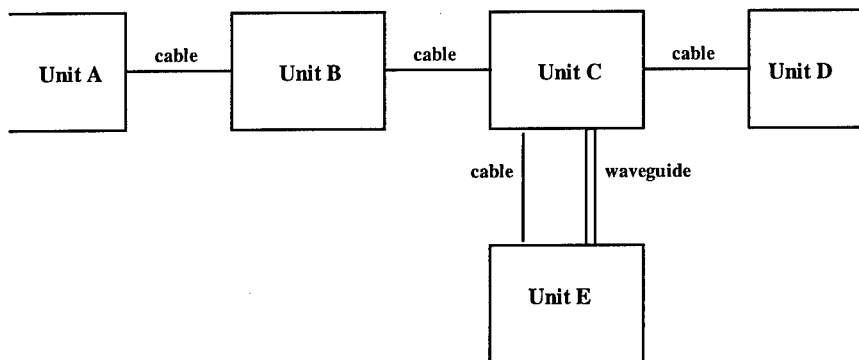 cable
cable
cable
Unit A
Unit B
Unit C
Unit D
cable
waveguide
Unit E